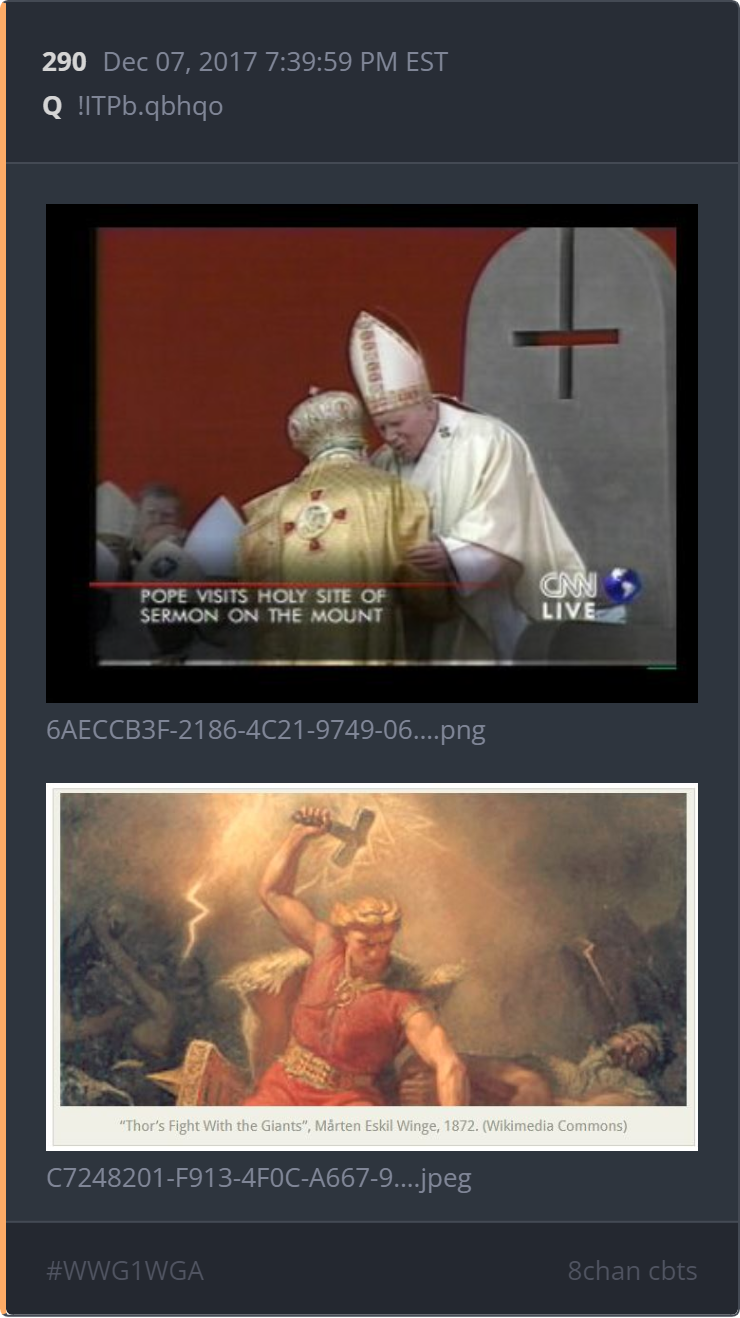 290 Dec 07, 2017 7:39:59 PM EST
Q !ITPb.qbhqo
POPE VISITS HOLY SITE OF
SERMON ON THE MOUNT
CNN
LIVE
6AECCB3F-2186-4C21-9749-06....png
“Thor’s Fight With the Giants”, Mårten Eskil Winge, 1872. (Wikimedia Commons)
C7248201-F913-4F0C-A667-9....jpeg
#WWG1WGA 8chan cbts